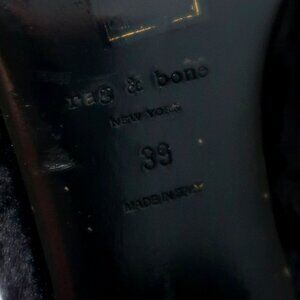 rag & bone
NEW YORK
39
MADE IN ITALY